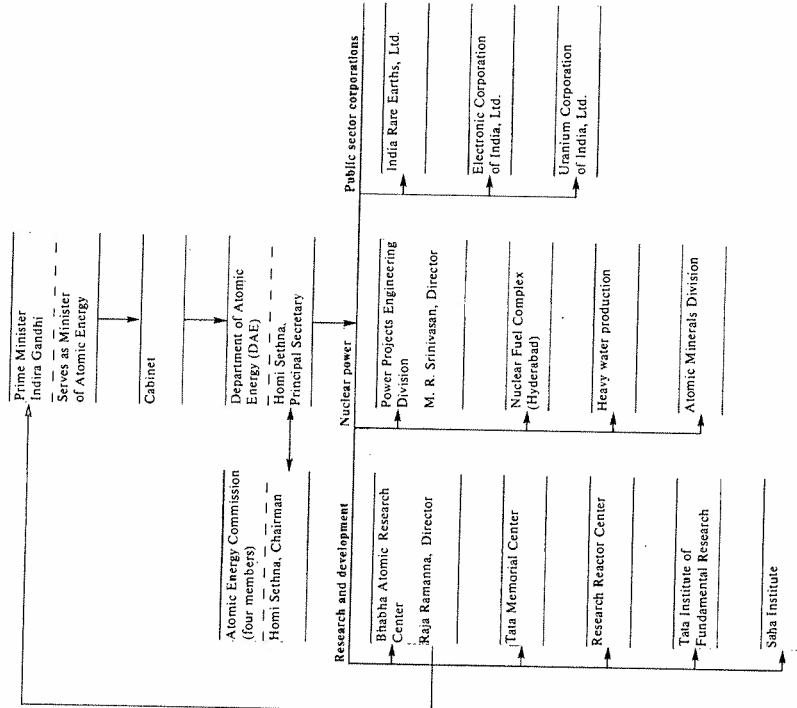 Prime Minister
Indira Gandhi
Serves as Minister
of Atomic Energy
Cabinet
Atomic Energy Commission
(four members)
Homi Sethna, Chairman
Department of Atomic
Energy (DAE)
Homi Sethna,
Principal Secretary
Research and development
Bhabha Atomic Research
Center
Raja Ramanna, Director
Tata Memorial Center
Research Reactor Center
Tata Institute of
Fundamental Research
Saha Institute
Nuclear power
Power Projects Engineering
Division
M. R. Srinivasan, Director
Nuclear Fuel Complex
(Hyderabad)
Heavy water production
Atomic Minerals Division
Public sector corporations
India Rare Earths, Ltd.
Electronic Corporation
of India, Ltd.
Uranium Corporation
of India, Ltd.